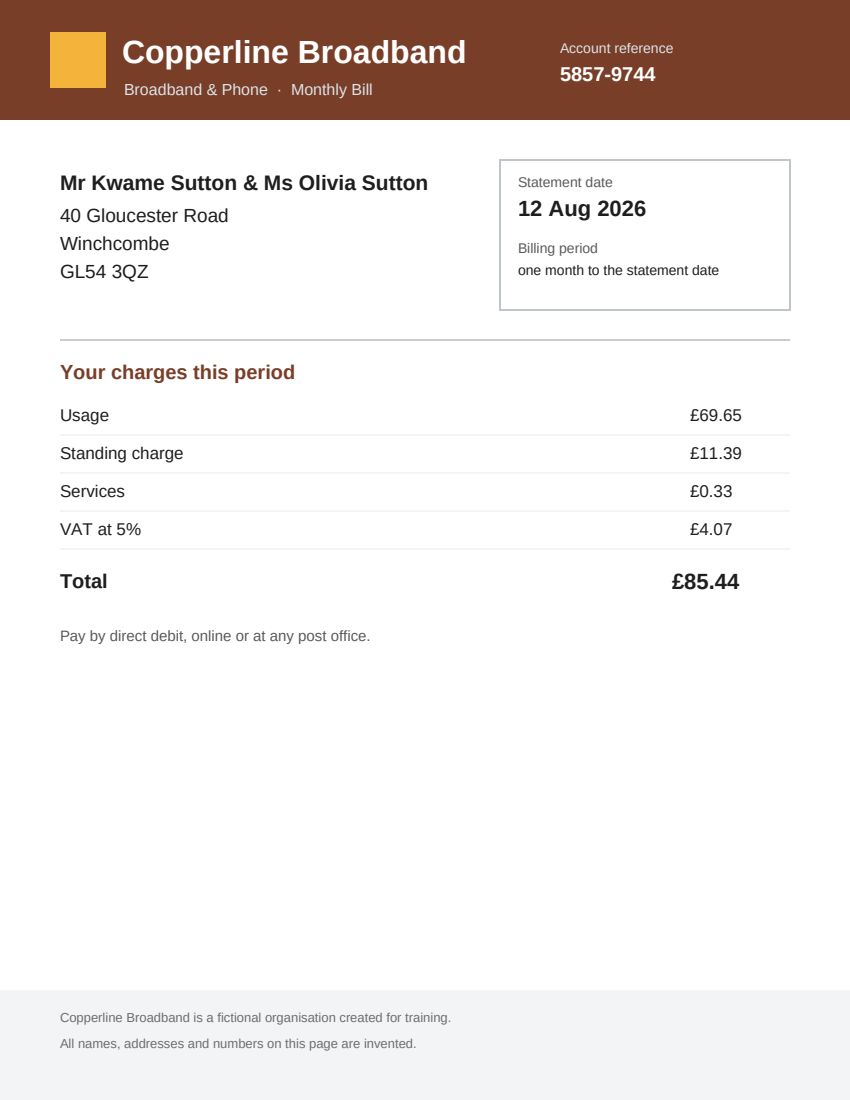 Copperline Broadband
Broadband & Phone · Monthly Bill
Account reference
5857-9744
Mr Kwame Sutton & Ms Olivia Sutton
40 Gloucester Road
Winchcombe
GL54 3QZ
Statement date
12 Aug 2026
Billing period
one month to the statement date
Your charges this period
Usage £69.65
Standing charge £11.39
Services £0.33
VAT at 5% £4.07
Total £85.44
Pay by direct debit, online or at any post office.
Copperline Broadband is a fictional organisation created for training.
All names, addresses and numbers on this page are invented.